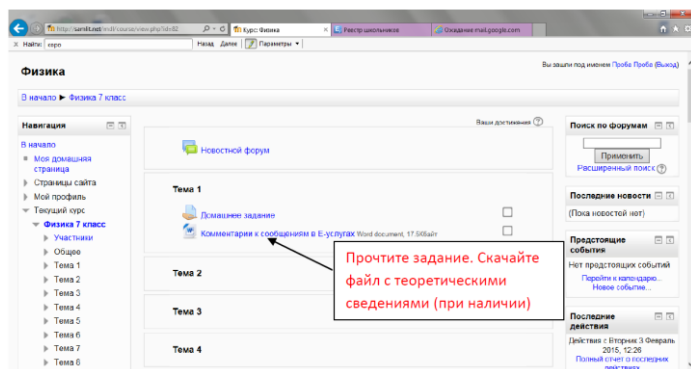 Курс: Физика
Реестр школьников
Ожидание mail.google.com
Найти:
Назад Далее Параметры
Физика
Вы зашли под именем Проба Проба (Выход)
В начало ► Физика 7 класс
Навигация
В начало
Моя домашняя страница
Страницы сайта
Мой профиль
Текущий курс
Физика 7 класс
Участники
Общее
Тема 1
Тема 2
Тема 3
Тема 4
Тема 5
Тема 6
Тема 7
Тема 8
Ваши достижения
Новостной форум
Тема 1
Домашнее задание
Комментарии к сообщениям в Е-услугах Word document,
Прочтите задание. Скачайте
файл с теоретическими
сведениями (при наличии)
Тема 2
Тема 3
Тема 4
Поиск по форумам
Применить
Расширенный поиск
Последние новости
(Пока новостей нет)
Предстоящие
события
Нет предстоящих событий
Перейти к календарю...
Новое событие...
Последние
действия
Действия с Вторник 3 Февраль
2015, 12:26
Полный отчет о последних
действиях